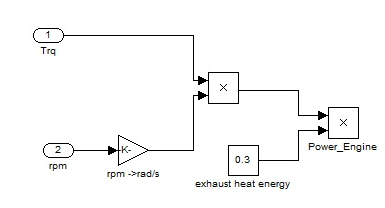 1
Trq
×
2
-K-
rpm
rpm ->rad/s
0.3
exhaust heat energy
×
Power_Engine